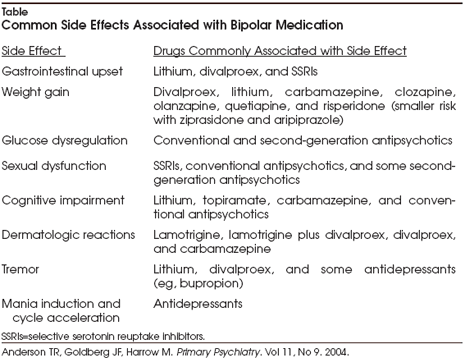 Table
Common Side Effects Associated with Bipolar Medication
Side Effect Drugs Commonly Associated with Side Effect
Gastrointestinal upset Lithium, divalproex, and SSRIs
Weight gain Divalproex, lithium, carbamazepine, clozapine,
olanzapine, quetiapine, and risperidone (smaller risk
with ziprasidone and aripiprazole)
Glucose dysregulation Conventional and second-generation antipsychotics
Sexual dysfunction SSRIs, conventional antipsychotics, and some second-
generation antipsychotics
Cognitive impairment Lithium, topiramate, carbamazepine, and conven-
tional antipsychotics
Dermatologic reactions Lamotrigine, lamotrigine plus divalproex, divalproex,
and carbamazepine
Tremor Lithium, divalproex, and some antidepressants
(eg, bupropion)
Mania induction and Antidepressants
cycle acceleration
SSRIs=selective serotonin reuptake inhibitors.
Anderson TR, Goldberg JF, Harrow M. Primary Psychiatry. Vol 11, No 9. 2004.